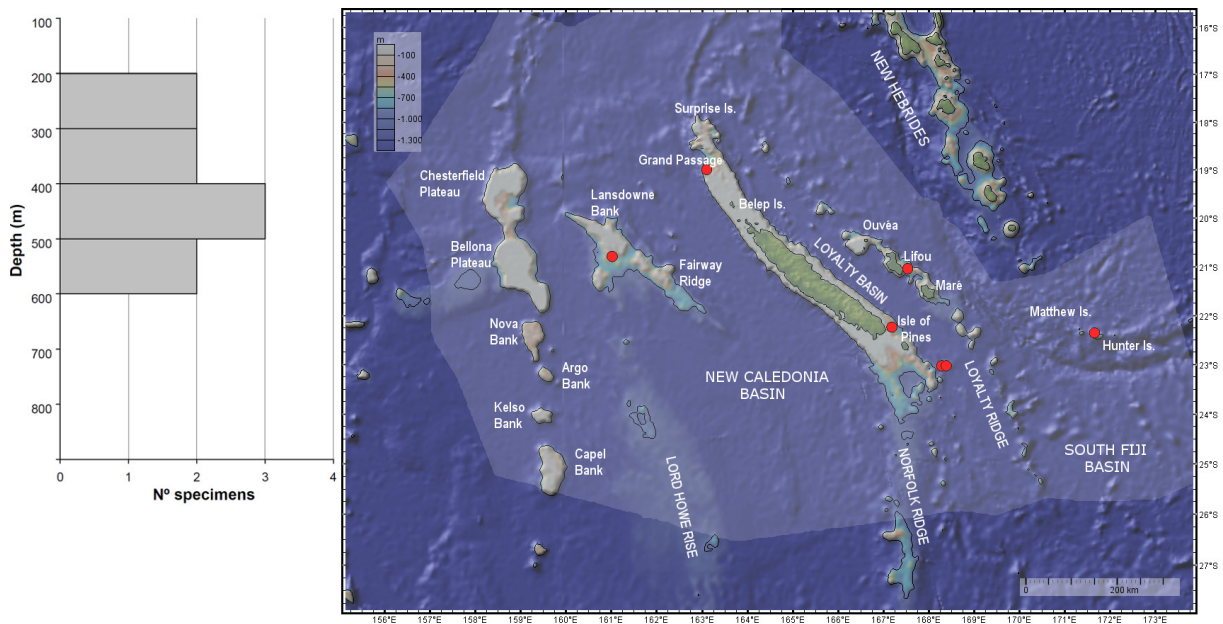 100
200
300
400
500
600
700
800
Depth (m)
0
1
2
3
4
Nº specimens
m
-100
-400
-700
-1.000
-1.300
Surprise Is.
Grand Passage
Chesterfield
Plateau
Lansdowne
Bank
Belep Is.
Bellona
Plateau
Fairway
Ridge
Nova
Bank
Argo
Bank
Kelso
Bank
Capel
Bank
NEW CALEDONIA
BASIN
LORD HOWE RISE
NORFOLK RIDGE
LOYALTY BASIN
LOYALTY RIDGE
NEW HEBRIDES
Ouvéa
Lifou
Marè
Isle of
Pines
Matthew Is.
Hunter Is.
SOUTH FIJI
BASIN
0
200 km
16°S
17°S
18°S
19°S
20°S
21°S
22°S
23°S
24°S
25°S
26°S
27°S
156°E
157°E
158°E
159°E
160°E
161°E
162°E
163°E
164°E
165°E
166°E
167°E
168°E
169°E
170°E
171°E
172°E
173°E